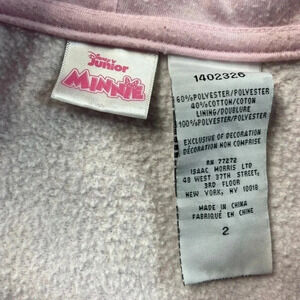 Disney
Junior
MINNIE
1402326
60%POLYESTER/POLYESTER
40%COTTON/COTON
LINING/DOUBLURE
100%POLYESTER/POLYESTER
EXCLUSIVE OF DECORATION
DÉCORATION NON COMPRISE
RN 77272
ISAAC MORRIS LTD
48 WEST 37TH STREET,
3RD FLOOR
NEW YORK, NY 10018
MADE IN CHINA
FABRIQUÉ EN CHINE
2